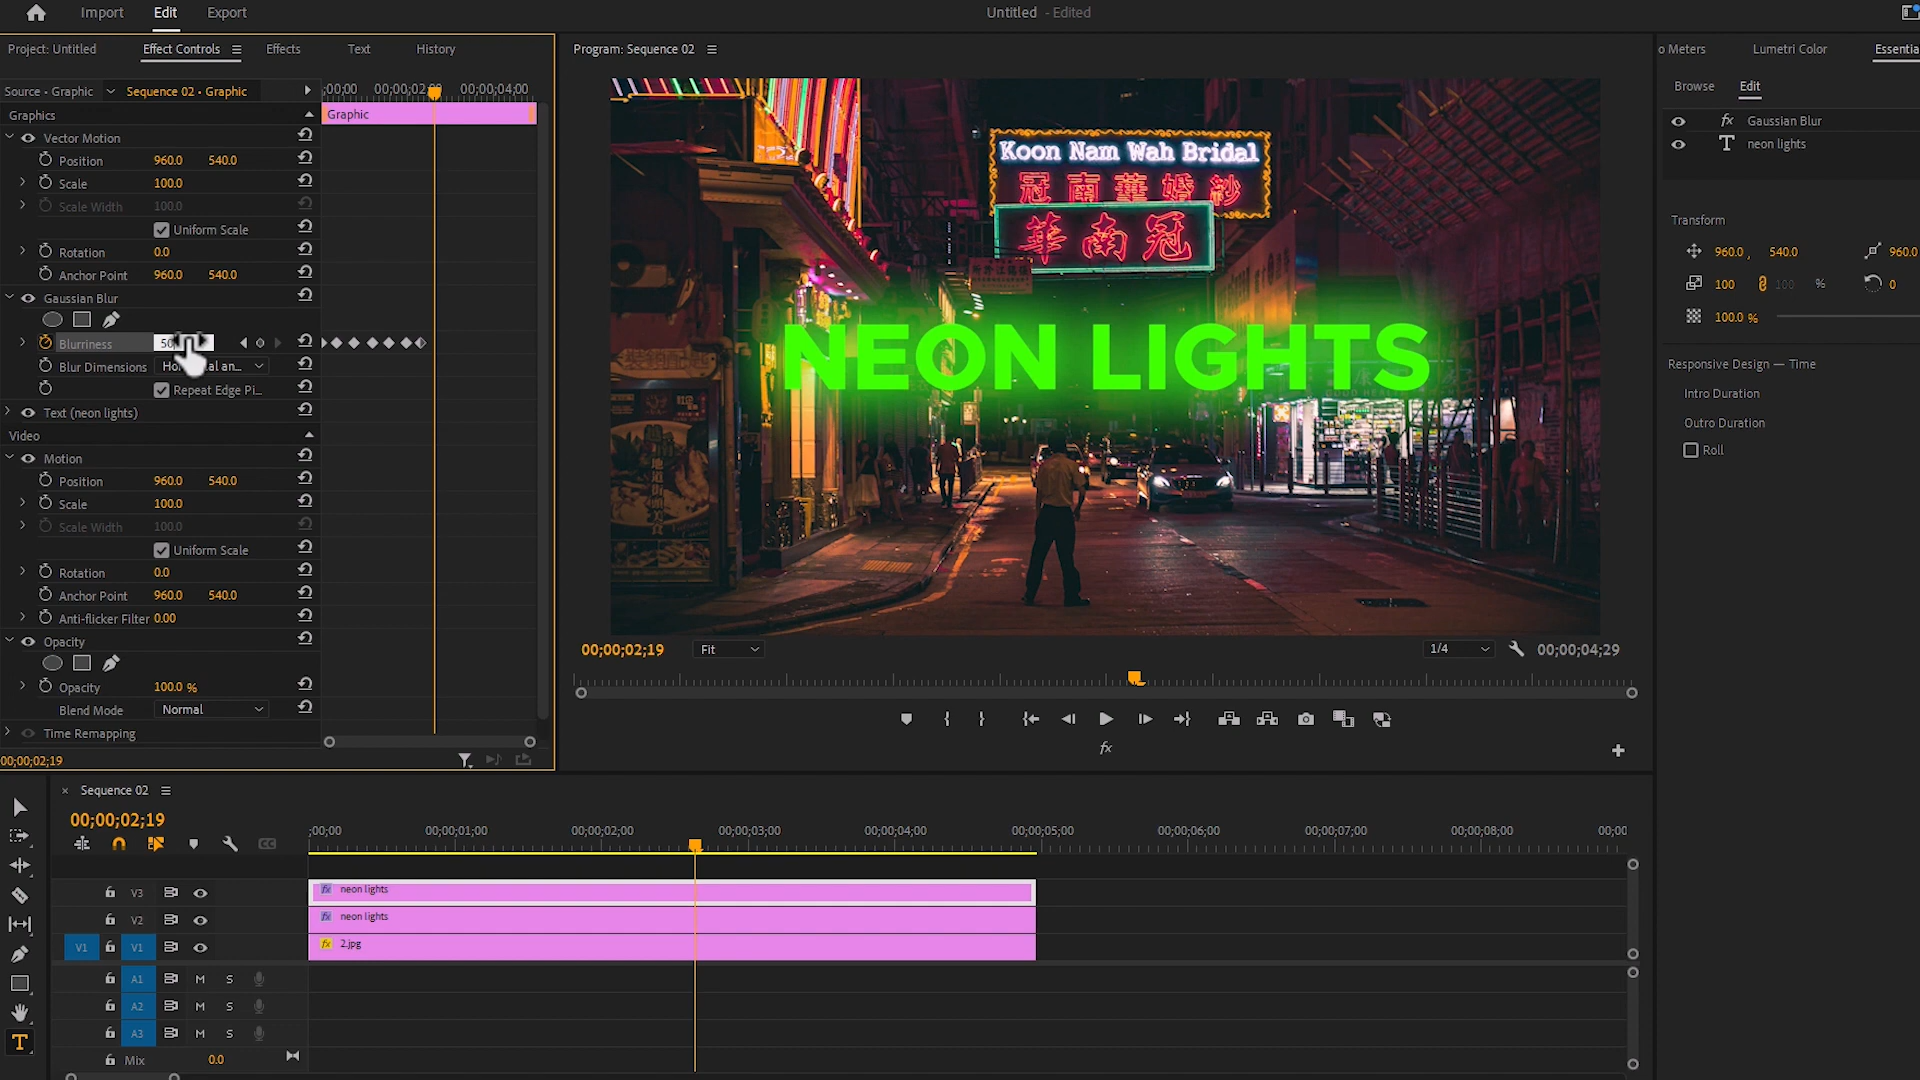 Import Edit Export
Untitled - Edited
Project: Untitled Effect Controls Effects Text History
Source - Graphic Sequence 02 - Graphic
;00;00 00;00;02 00;00;04;00
Graphics
Graphic
Vector Motion
Position 960.0 540.0
Scale 100.0
Scale Width 100.0
Uniform Scale
Rotation 0.0
Anchor Point 960.0 540.0
Gaussian Blur
Blurriness
Blur Dimensions
Repeat Edge Pi...
Text (neon lights)
Video
Motion
Position 960.0 540.0
Scale 100.0
Scale Width 100.0
Uniform Scale
Rotation 0.0
Anchor Point 960.0 540.0
Anti-flicker Filter 0.00
Opacity
Opacity 100.0 %
Blend Mode Normal
Time Remapping
00;00;02;19
Program: Sequence 02
Koon Nam Wah Bridal
冠南華婚紗
華南冠
NEON LIGHTS
00;00;02;19 Fit 1/4 00;00;04;29
fx
o Meters Lumetri Color Essentia
Browse Edit
fx Gaussian Blur
T neon lights
Transform
960.0 , 540.0 960.0
100 100 % 0
100.0 %
Responsive Design — Time
Intro Duration
Outro Duration
Roll
× Sequence 02
00;00;02;19
;00;00 00;00;01;00 00;00;02;00 00;00;03;00 00;00;04;00 00;00;05;00 00;00;06;00 00;00;07;00 00;00;08;00 00;00
V3 fx neon lights
V2 fx neon lights
V1 V1 fx 2.jpg
A1 M S
A2 M S
A3 M S
Mix 0.0